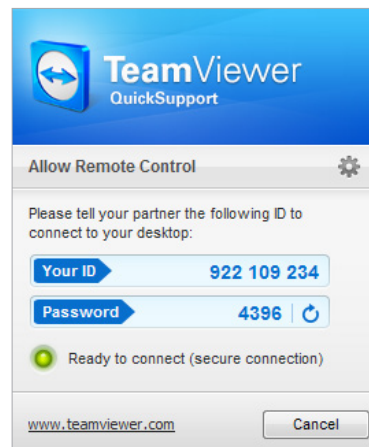 TeamViewer
QuickSupport
Allow Remote Control
Please tell your partner the following ID to
connect to your desktop:
Your ID 922 109 234
Password 4396
Ready to connect (secure connection)
www.teamviewer.com Cancel